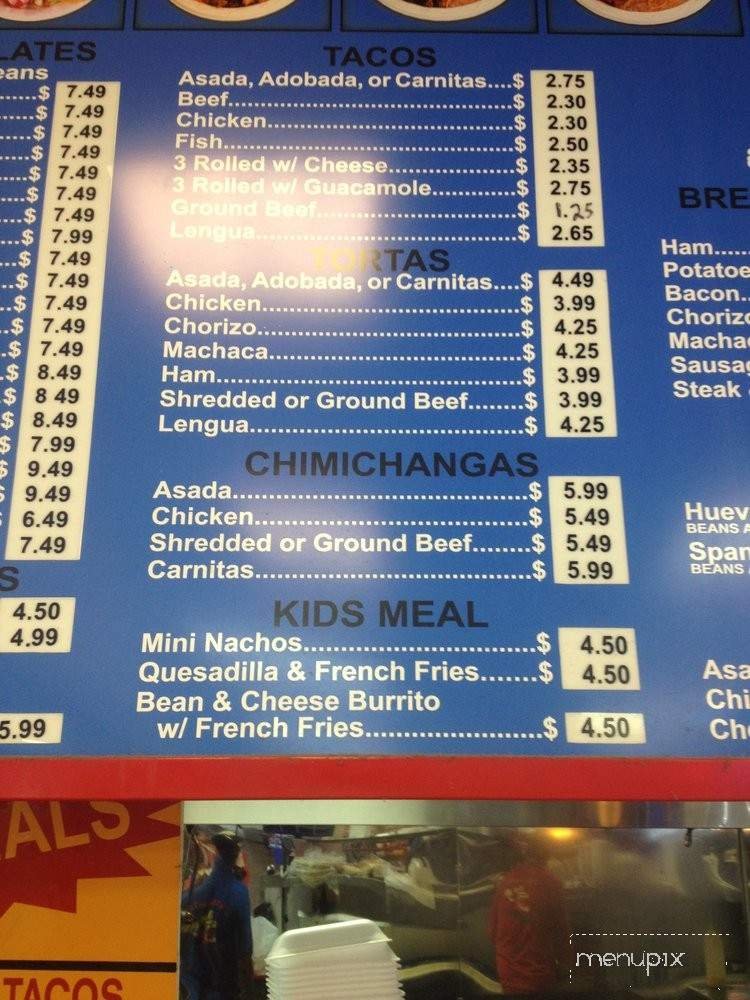 LATES
eans
$ 7.49
$ 7.49
$ 7.49
$ 7.49
$ 7.49
$ 7.49
$ 7.49
$ 7.99
$ 7.49
$ 7.49
$ 7.49
$ 7.49
$ 7.49
$ 8.49
$ 8 49
$ 8.49
$ 7.99
$ 9.49
$ 9.49
6.49
7.49
S
4.50
4.99
5.99
TACOS
Asada, Adobada, or Carnitas....$ 2.75
Beef...$ 2.30
Chicken...$ 2.30
Fish...$ 2.50
3 Rolled w/ Cheese...$ 2.35
3 Rolled w/ Guacamole...$ 2.75
Ground Beef...$ 1.25
Lengua...$ 2.65
TORTAS
Asada, Adobada, or Carnitas....$ 4.49
Chicken...$ 3.99
Chorizo...$ 4.25
Machaca...$ 4.25
Ham...$ 3.99
Shredded or Ground Beef........$ 3.99
Lengua...$ 4.25
CHIMICHANGAS
Asada...$ 5.99
Chicken...$ 5.49
Shredded or Ground Beef........$ 5.49
Carnitas...$ 5.99
KIDS MEAL
Mini Nachos...$ 4.50
Quesadilla & French Fries.......$ 4.50
Bean & Cheese Burrito
w/ French Fries...$ 4.50
BRE
Ham...
Potatoe
Bacon..
Chorizo
Machac
Sausag
Steak
Huev
BEANS A
Span
BEANS
Asa
Chi
Cho
ALS
TACOS
menupix